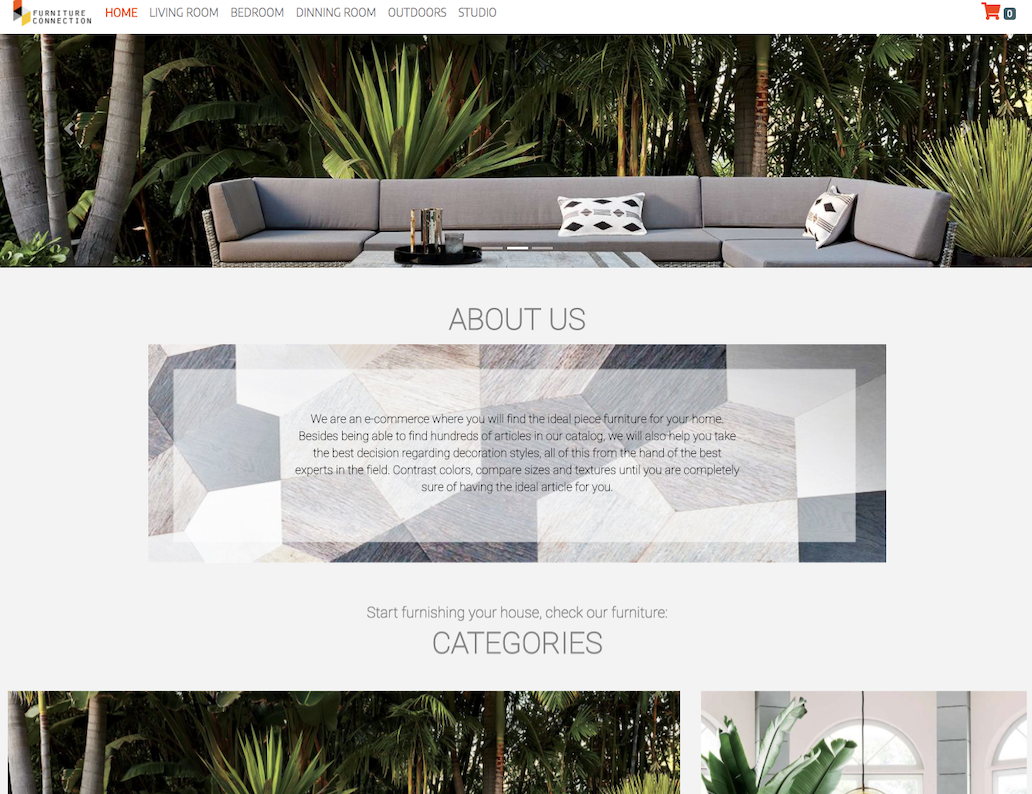 FURNITURE
CONNECTION
HOME LIVING ROOM BEDROOM DINNING ROOM OUTDOORS STUDIO
0
ABOUT US
We are an e-commerce where you will find the ideal piece furniture for your home.
Besides being able to find hundreds of articles in our catalog, we will also help you take
the best decision regarding decoration styles, all of this from the hand of the best
experts in the field. Contrast colors, compare sizes and textures until you are completely
sure of having the ideal article for you.
Start furnishing your house, check our furniture:
CATEGORIES